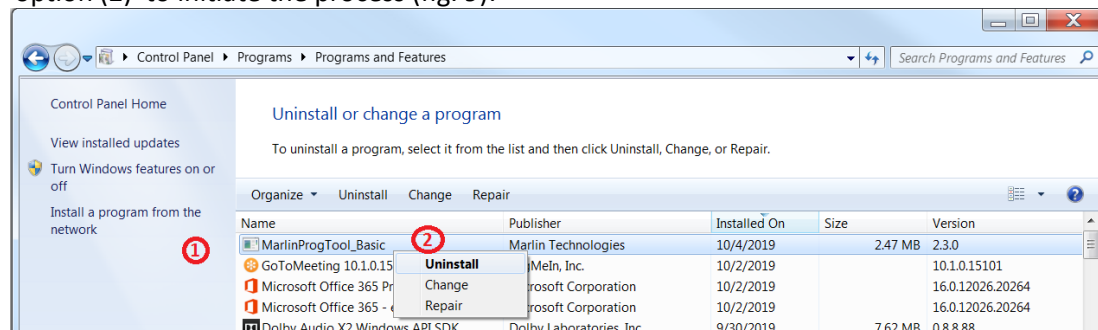 option (2) to initiate the process (fig. 3).
Control Panel Programs Programs and Features
Search Programs and Features
Control Panel Home
View installed updates
Turn Windows features on or
off
Install a program from the
network
1
Uninstall or change a program
To uninstall a program, select it from the list and then click Uninstall, Change, or Repair.
Organize Uninstall Change Repair
Name Publisher Installed On Size Version
MarlinProgTool_Basic 2 Marlin Technologies 10/4/2019 2.47 MB 2.3.0
GoToMeeting 10.1.0.15 Uninstall MeIn, Inc. 10/2/2019 10.1.0.15101
Microsoft Office 365 Pr Change rosoft Corporation 10/2/2019 16.0.12026.20264
Microsoft Office 365 - e Repair rosoft Corporation 10/2/2019 16.0.12026.20264
Dolby Audio X2 Windows API SDK Dolby Laboratories, Inc. 9/30/2019 7.62 MB 0.8.8.88